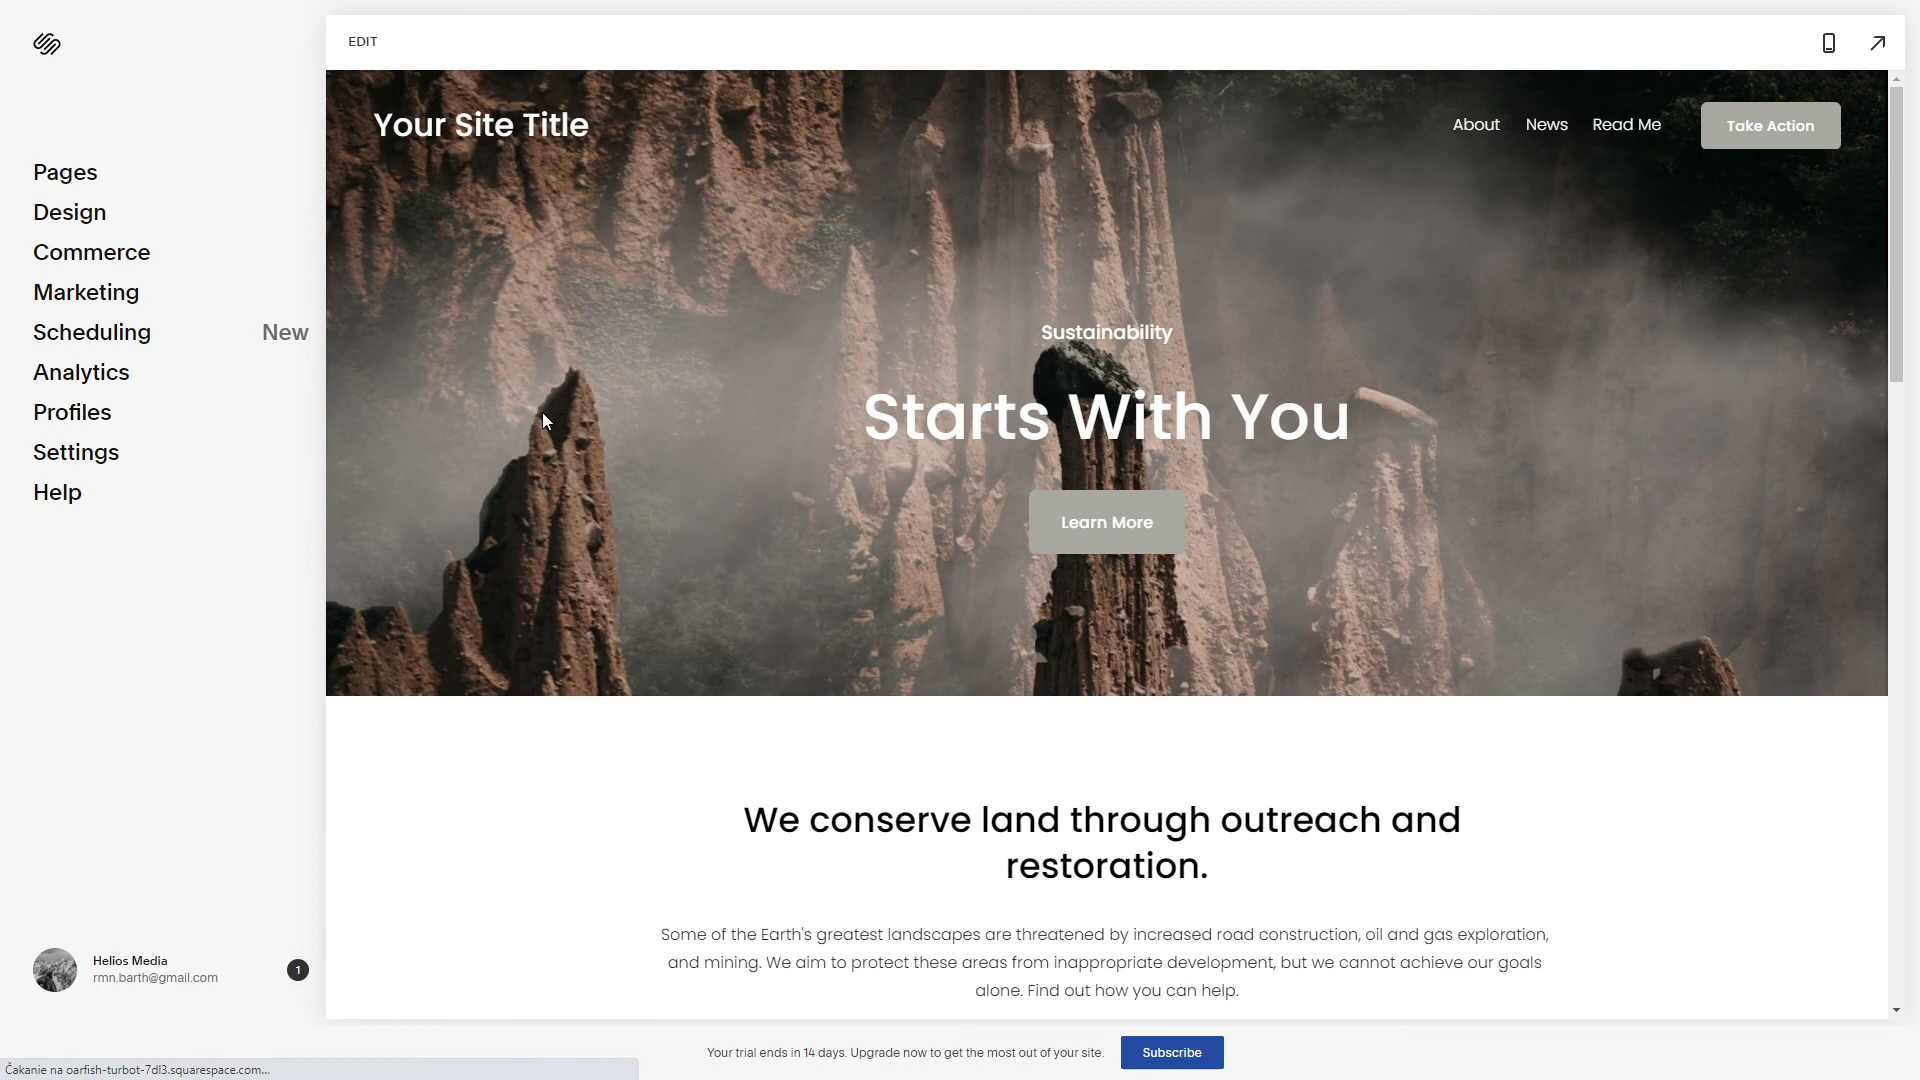 EDIT
Your Site Title
About
News
Read Me
Take Action
Pages
Design
Commerce
Marketing
Scheduling
New
Analytics
Profiles
Settings
Help
Sustainability
Starts With You
Learn More
We conserve land through outreach and
restoration.
Some of the Earth's greatest landscapes are threatened by increased road construction, oil and gas exploration,
and mining. We aim to protect these areas from inappropriate development, but we cannot achieve our goals
alone. Find out how you can help.
Helios Media
rmn.barth@gmail.com
1
Your trial ends in 14 days. Upgrade now to get the most out of your site.
Subscribe
Čakanie na oarfish-turbot-7dl3.squarespace.com...